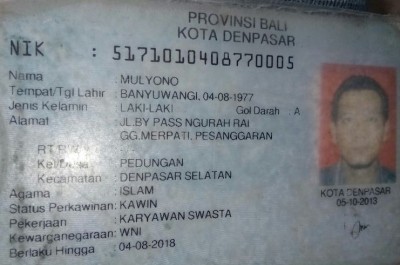 PROVINSI BALI
KOTA DENPASAR
NIK : 5171010408770005
Nama : MULYONO
Tempat/Tgl Lahir : BANYUWANGI, 04-08-1977
Jenis Kelamin : LAKI-LAKI Gol Darah A
Alamat : JL.BY PASS NGURAH RAI
GG.MERPATI, PESANGGARAN
RT/RW
Kel/Desa : PEDUNGAN
Kecamatan : DENPASAR SELATAN
Agama : ISLAM
Status Perkawinan: KAWIN
Pekerjaan : KARYAWAN SWASTA
Kewarganegaraan: WNI
Berlaku Hingga : 04-08-2018
KOTA DENPASAR
05-10-2013